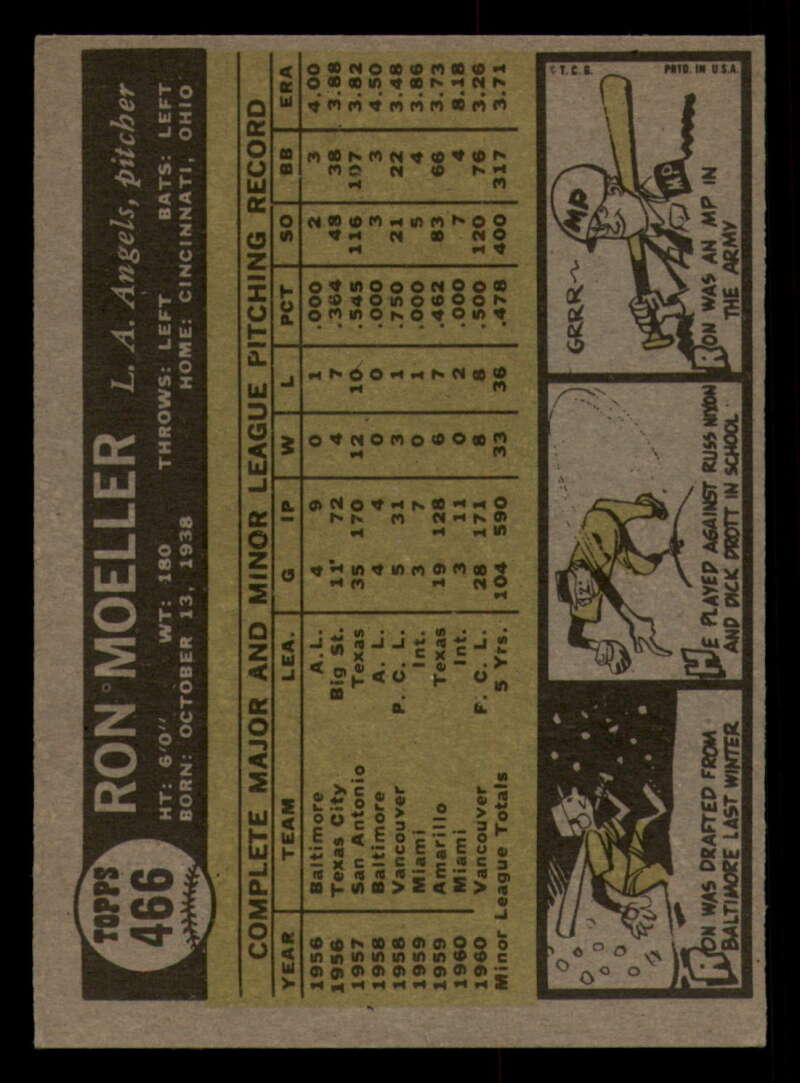 TOPPS
466
RON MOELLER L. A. Angels, pitcher
HT: 6'0" WT: 180 THROWS: LEFT BATS: LEFT
BORN: OCTOBER 13, 1938 HOME: CINCINNATI, OHIO
COMPLETE MAJOR AND MINOR LEAGUE PITCHING RECORD
YEAR TEAM LEA. G IP W L PCT SO BB ERA
1956 Baltimore A.L. 4 9 0 1 .000 2 3 4.00
1956 Texas City Big St. 11 72 4 7 .364 48 38 3.88
1957 San Antonio Texas 35 170 12 10 .545 116 107 3.82
1958 Baltimore A. L. 4 4 0 0 .000 3 3 4.50
1958 Vancouver P. C. L. 5 31 3 1 .750 21 22 3.48
1959 Miami Int. 3 7 0 1 .000 5 4 3.86
1959 Amarillo Texas 19 128 6 7 .462 83 66 3.73
1960 Miami Int. 3 11 0 2 .000 7 4 8.18
1960 Vancouver P. C. L. 28 171 8 8 .500 120 76 3.26
Minor League Totals 5 Yrs. 104 590 33 36 .478 400 317 3.71
RON WAS DRAFTED FROM
BALTIMORE LAST WINTER
HE PLAYED AGAINST RUSS NIXON
AND DICK DROTT IN SCHOOL
© T. C. G. PRTD. IN U.S.A.
GRRR~
MP
MP
RON WAS AN MP IN
THE ARMY